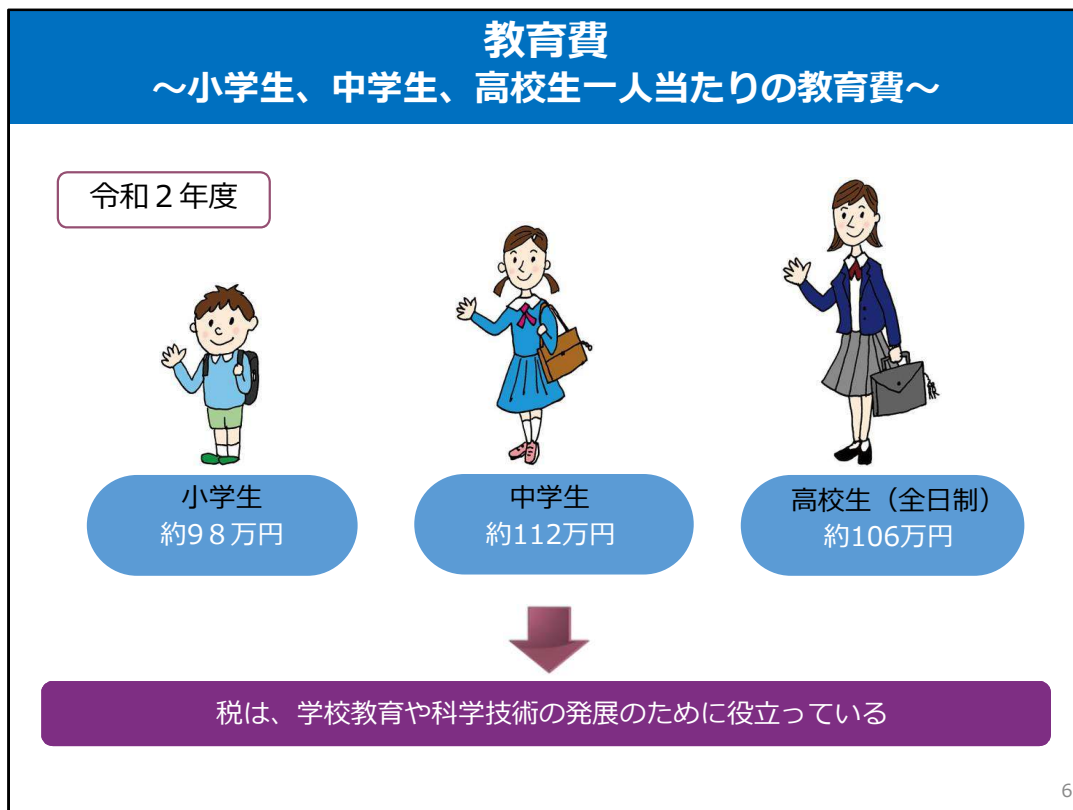 教育費
～小学生、中学生、高校生一人当たりの教育費～
令和２年度
小学生
約9８万円
中学生
約112万円
高校生（全日制）
約106万円
税は、学校教育や科学技術の発展のために役立っている
6